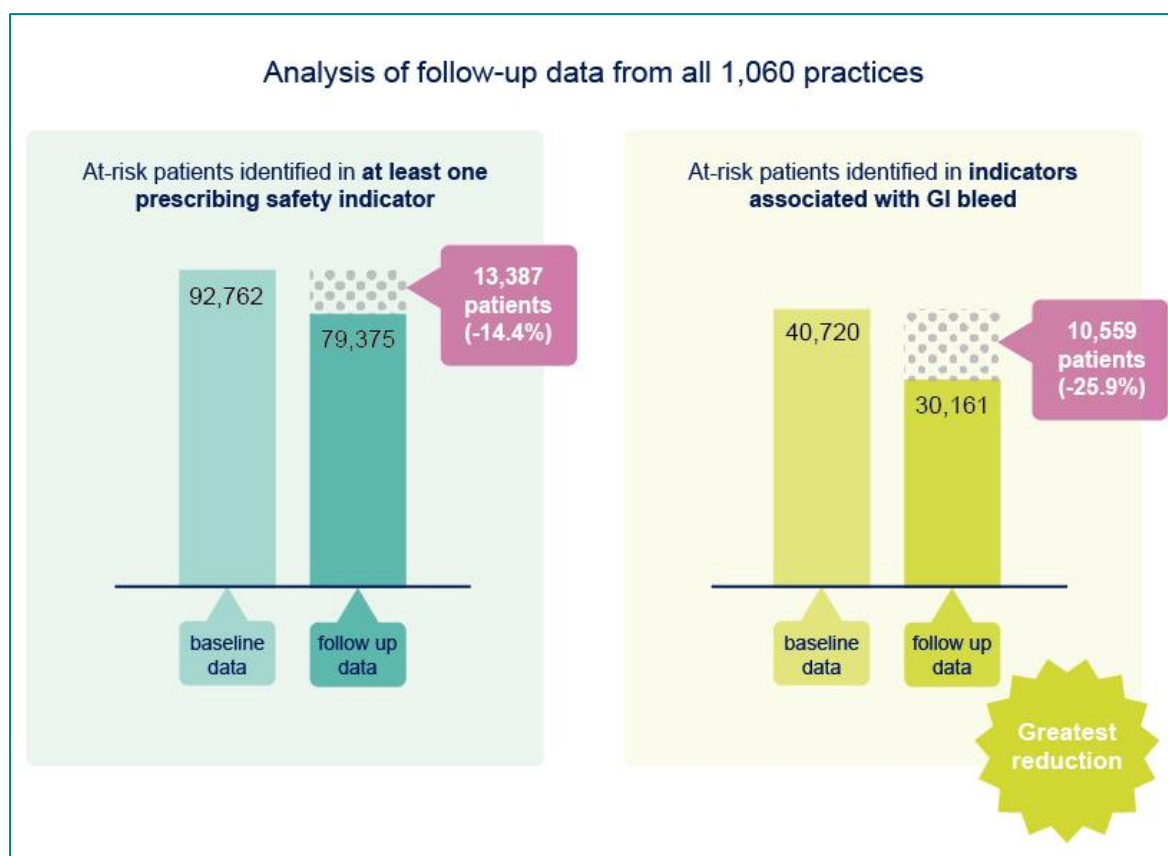 Analysis of follow-up data from all 1,060 practices
At-risk patients identified in at least one
prescribing safety indicator
92,762
79,375
13,387
patients
(-14.4%)
baseline
data
follow up
data
At-risk patients identified in indicators
associated with GI bleed
40,720
30,161
10,559
patients
(-25.9%)
baseline
data
follow up
data
Greatest
reduction